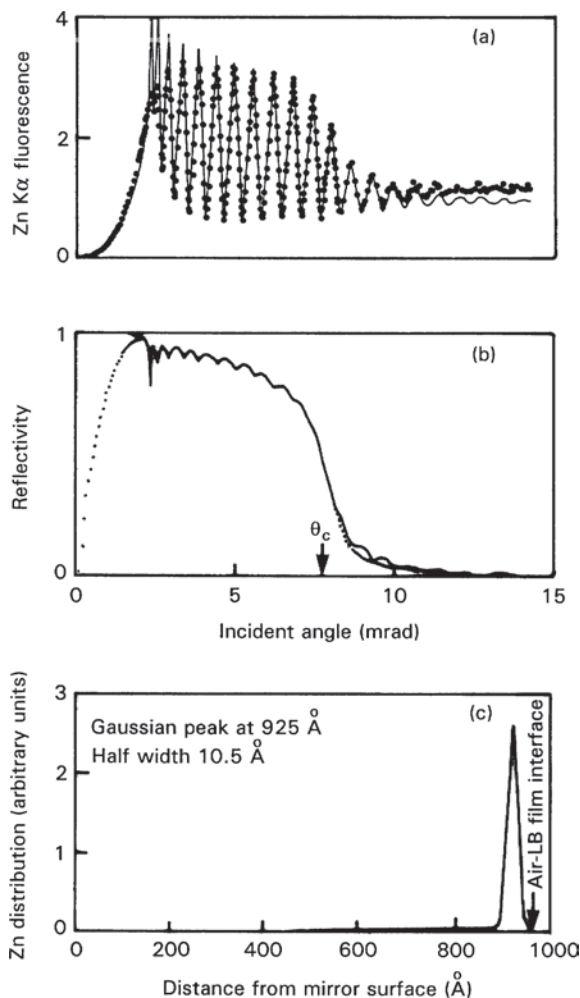 4
(a)
2
0
Zn Kα fluorescence
1
(b)
0
Reflectivity
θc
0
5
10
15
Incident angle (mrad)
3
(c)
Gaussian peak at 925 Å
Half width 10.5 Å
2
1
0
Zn distribution (arbitrary units)
Air-LB film interface
0
200
400
600
800
1000
Distance from mirror surface (Å)